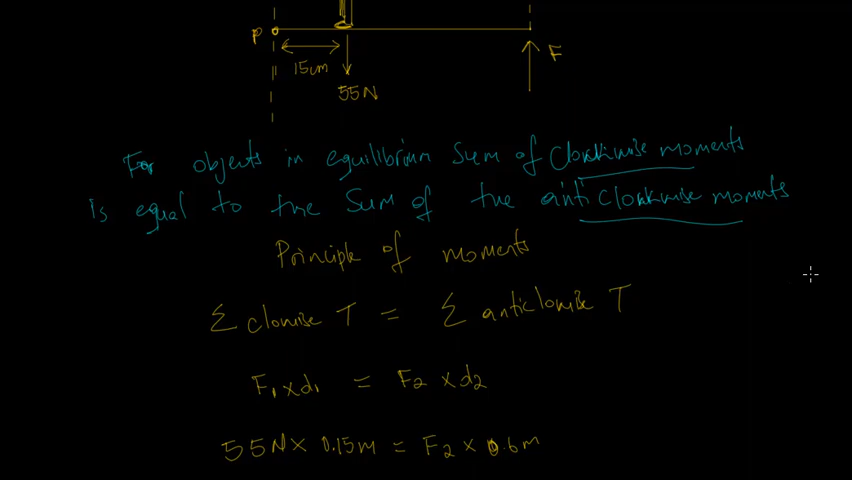 P
F
15cm
55N
For objects in equilibrium Sum of Clockwise moments
Is equal to the Sum of the anti Clockwise moments
Principle of moments
Σ clowise T = Σ anticlowise T
F₁ × d₁ = F₂ × d₂
55N × 0.15m = F₂ × 0.6m